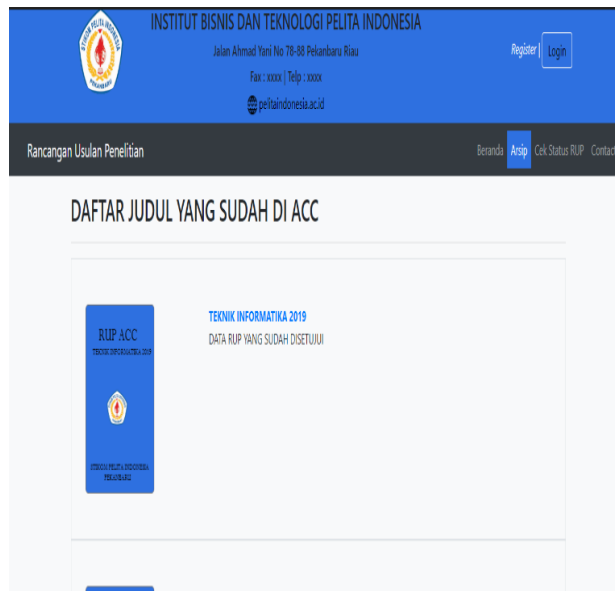 INSTITUT BISNIS DAN TEKNOLOGI PELITA INDONESIA
Jalan Ahmad Yani No 78-88 Pekanbaru Riau
Fax : xxxx | Telp : xxxx
pelitaindonesia.ac.id
Register | Login
Rancangan Usulan Penelitian
Beranda Arsip Cek Status RUP Contact
DAFTAR JUDUL YANG SUDAH DI ACC
RUP ACC
TEKNIK INFORMATIKA 2019
STIKOM PELITA INDONESIA
PEKANBARU
TEKNIK INFORMATIKA 2019
DATA RUP YANG SUDAH DISETUJUI